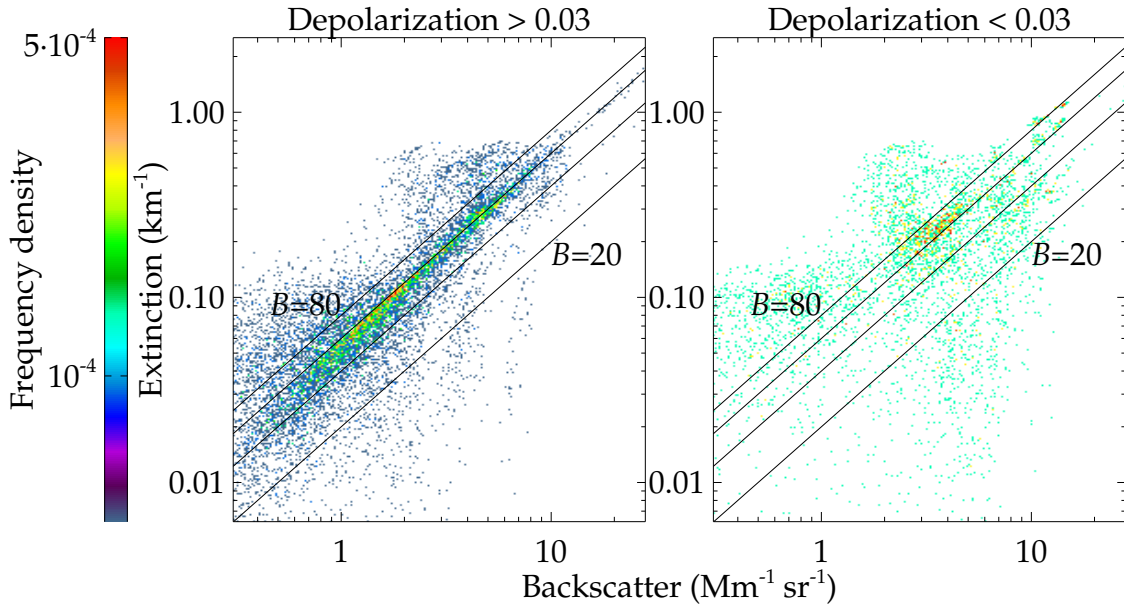 Depolarization > 0.03
Depolarization < 0.03
5·10⁻⁴
10⁻⁴
Frequency density
Extinction (km⁻¹)
1.00
0.10
0.01
B=80
B=20
1
10
1.00
0.10
0.01
B=80
B=20
1
10
Backscatter (Mm⁻¹ sr⁻¹)